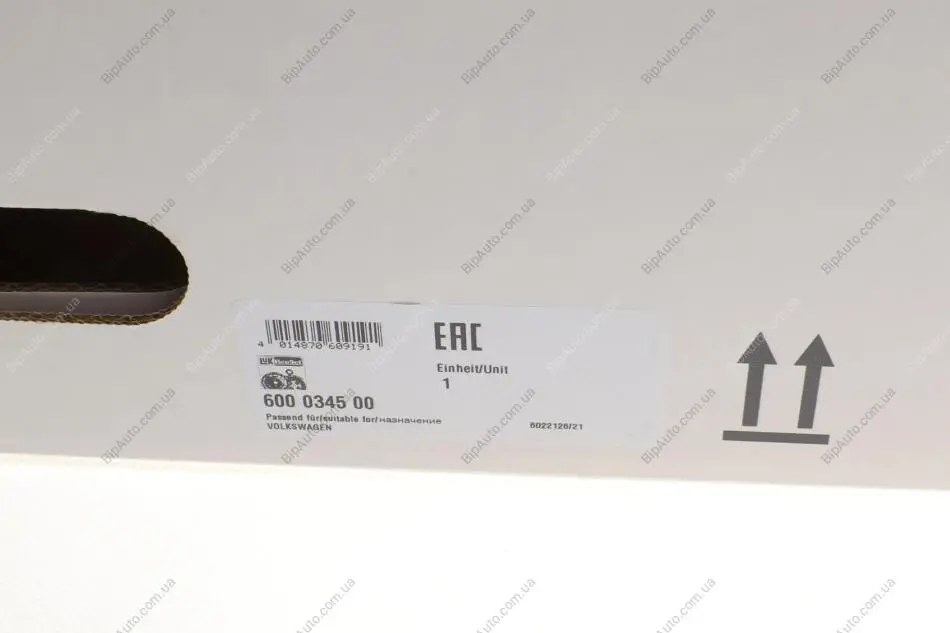 4 014870 609191
EAC
LuK RepSet
Einheit/Unit
1
600 0345 00
Passend für/suitable for/назначение
VOLKSWAGEN
6022126/21
BipAuto.com.ua